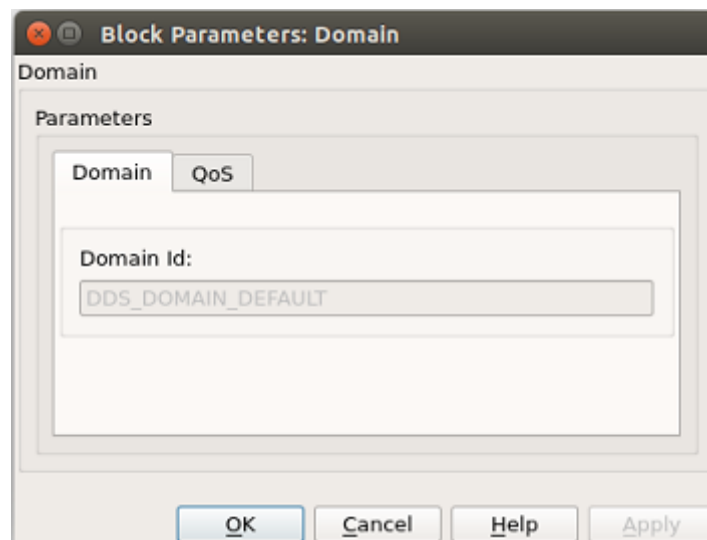 Block Parameters: Domain
Domain
Parameters
Domain QoS
Domain Id:
DDS_DOMAIN_DEFAULT
OK Cancel Help Apply